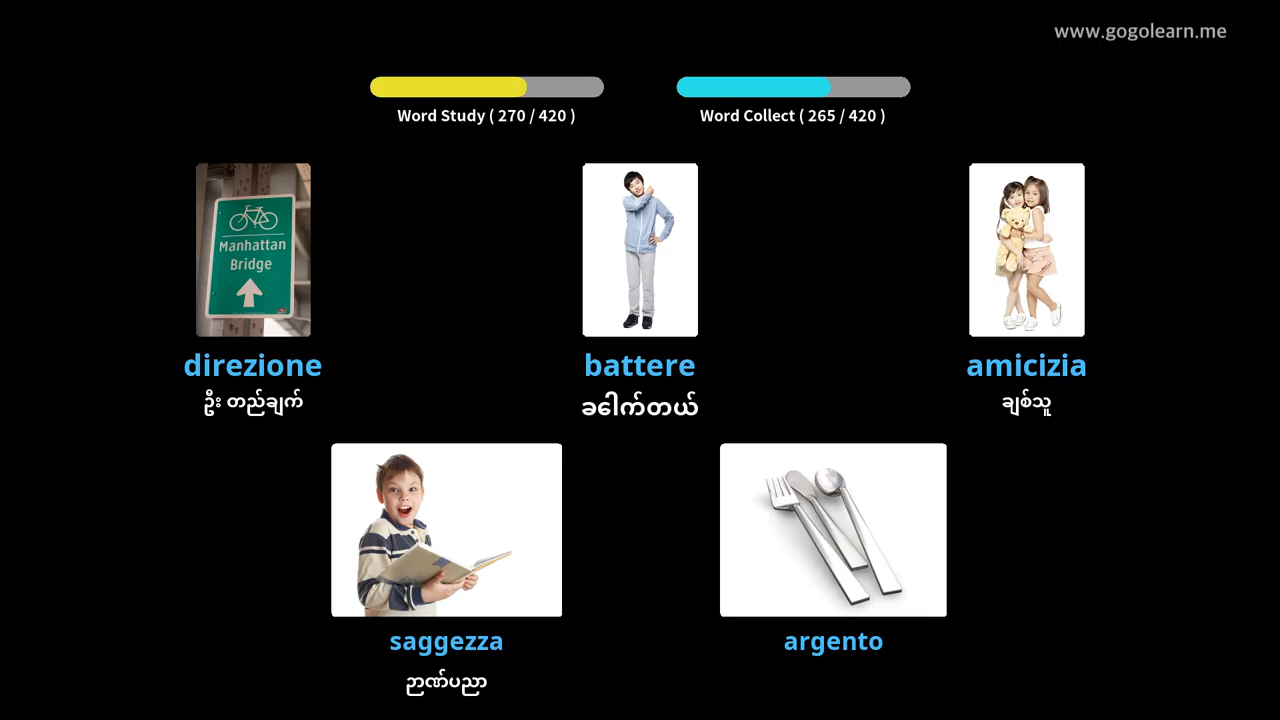 www.gogolearn.me
Word Study ( 270 / 420 )
Word Collect ( 265 / 420 )
Manhattan
Bridge
direzione
ဦး တည်ချက်
battere
ခေါက်တယ်
amicizia
ချစ်သူ
saggezza
ဉာဏ်ပညာ
argento